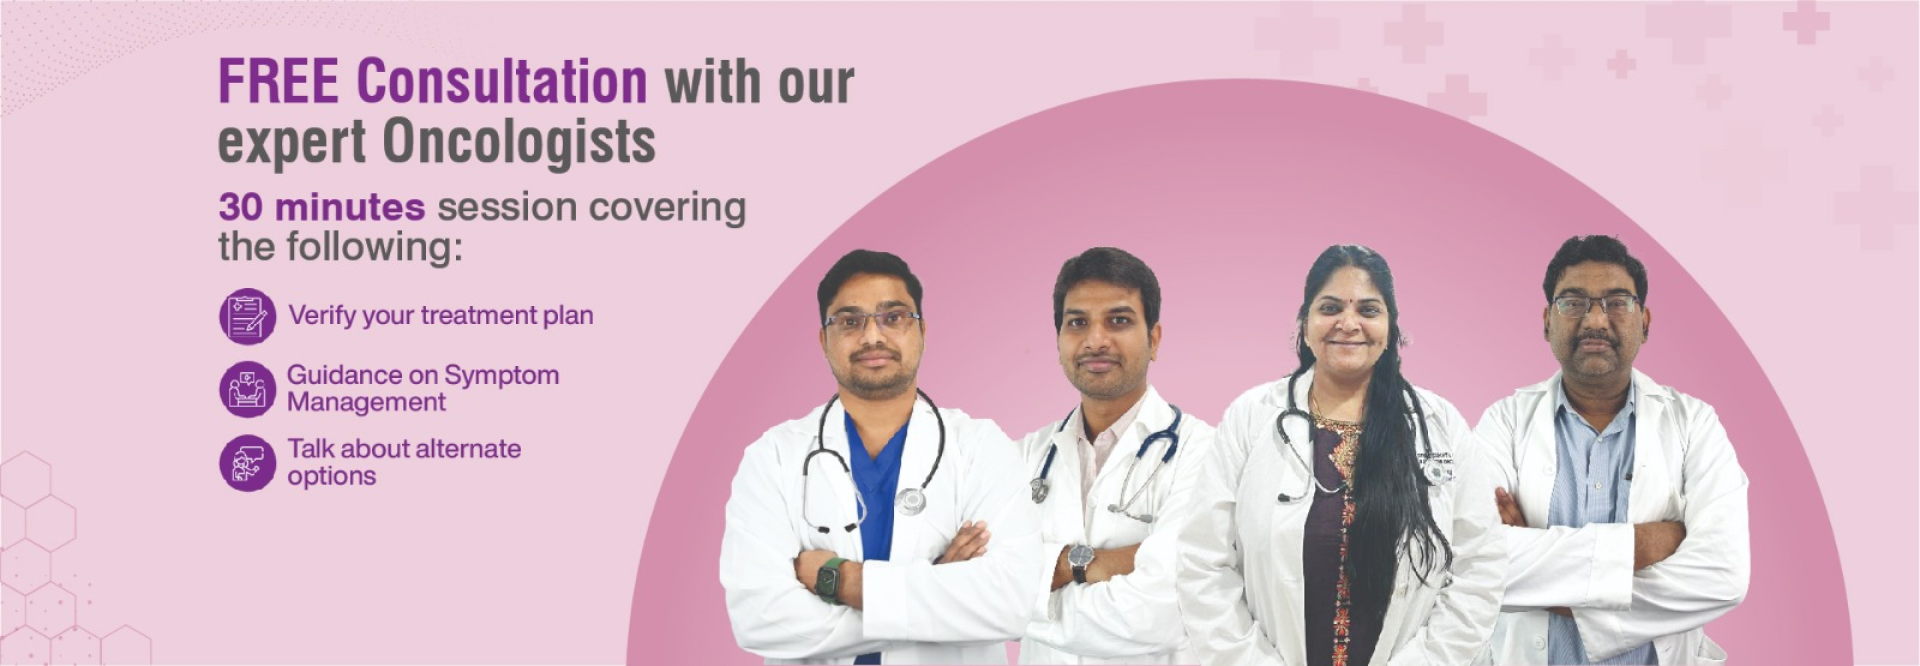 FREE Consultation with our
expert Oncologists
30 minutes session covering
the following:
Verify your treatment plan
Guidance on Symptom
Management
Talk about alternate
options